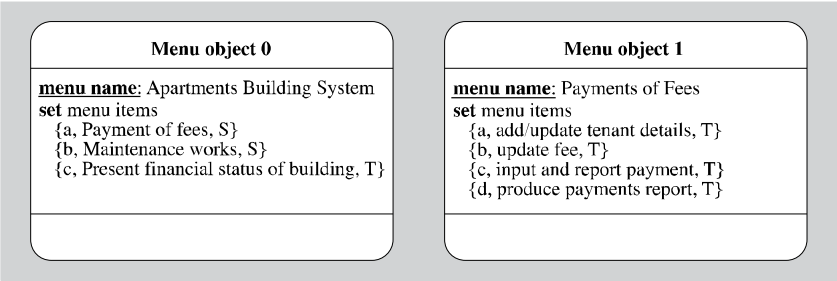 Menu object 0
menu name: Apartments Building System
set menu items
{a, Payment of fees, S}
{b, Maintenance works, S}
{c, Present financial status of building, T}
Menu object 1
menu name: Payments of Fees
set menu items
{a, add/update tenant details, T}
{b, update fee, T}
{c, input and report payment, T}
{d, produce payments report, T}